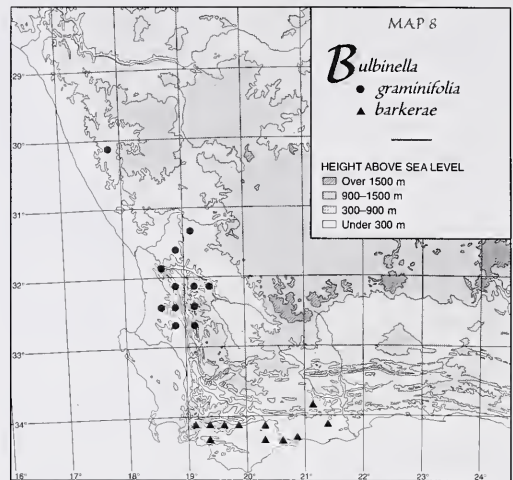 MAP 8
Bulbinella
● graminifolia
▲ barkerae
HEIGHT ABOVE SEA LEVEL
Over 1500 m
900–1500 m
300–900 m
Under 300 m
29°
30°
31°
32°
33°
34°
16° 17° 18° 19° 20° 21° 22° 23° 24°